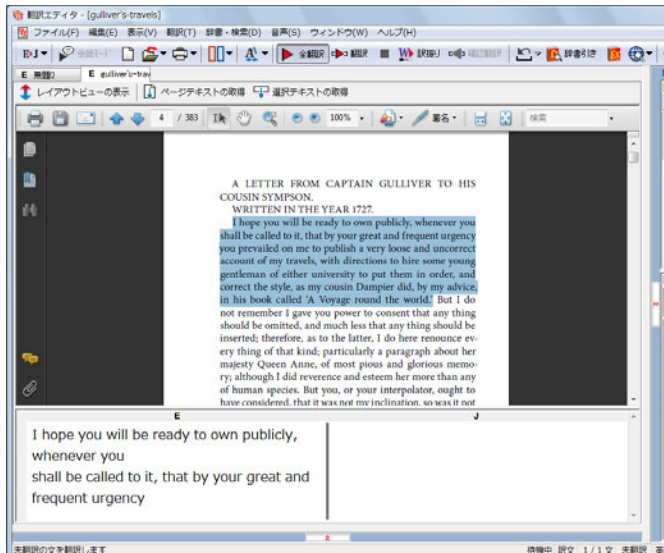 翻訳エディタ - [gulliver's-travels]
ファイル(F) 編集(E) 表示(V) 翻訳(T) 辞書・検索(D) 音声(S) ウィンドウ(W) ヘルプ(H)
E›J 全翻訳 翻訳 訳振り 辞書引き
E 無題2 E gulliver's-trav
レイアウトビューの表示 ページテキストの取得 選択テキストの取得
4 / 383 100% 署名 検索
A LETTER FROM CAPTAIN GULLIVER TO HIS
COUSIN SYMPSON.
WRITTEN IN THE YEAR 1727.
I hope you will be ready to own publicly, whenever you
shall be called to it, that by your great and frequent urgency
you prevailed on me to publish a very loose and uncorrect
account of my travels, with directions to hire some young
gentleman of either university to put them in order, and
correct the style, as my cousin Dampier did, by my advice,
in his book called 'A Voyage round the world.' But I do
not remember I gave you power to consent that any thing
should be omitted, and much less that any thing should be
inserted; therefore, as to the latter, I do here renounce ev-
ery thing of that kind; particularly a paragraph about her
majesty Queen Anne, of most pious and glorious memo-
ry; although I did reverence and esteem her more than any
of human species. But you, or your interpolator, ought to
have considered, that it was not my inclination, so was it not
E J
I hope you will be ready to own publicly,
whenever you
shall be called to it, that by your great and
frequent urgency
未翻訳の文を翻訳します 待機中 訳文 1 / 1 文 未翻訳 英